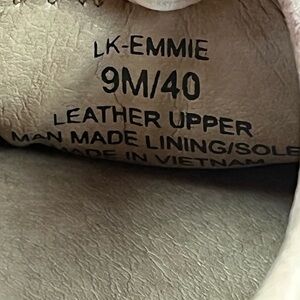 LK-EMMIE
9M/40
LEATHER UPPER
MAN MADE LINING/SOLE
MADE IN VIETNAM